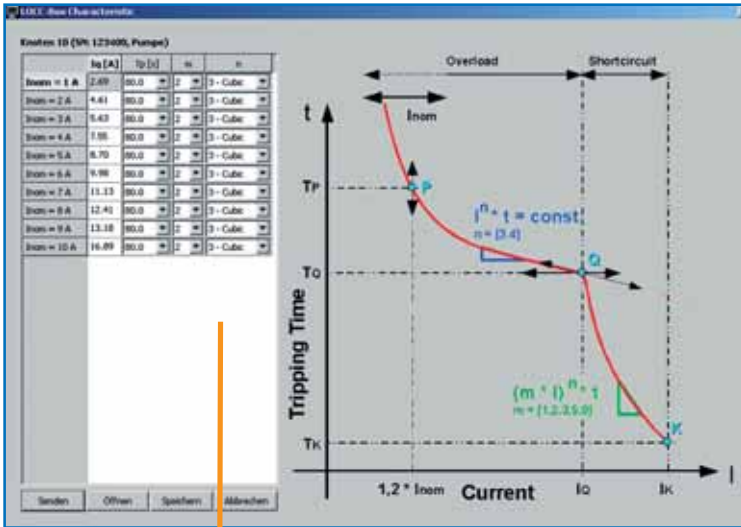 LOCC-Box Characteristic
Knoten 10 (SN: 123400, Pumpe)
Iq [A] Tp [s] m n
Inom = 1 A 2.69 80.0 2 3 - Cubic
Inom = 2 A 4.61 80.0 2 3 - Cubic
Inom = 3 A 5.63 80.0 2 3 - Cubic
Inom = 4 A 80.0 2 3 - Cubic
Inom = 5 A 8.70 80.0 2 3 - Cubic
Inom = 6 A 9.98 80.0 2 3 - Cubic
Inom = 7 A 11.13 80.0 2 3 - Cubic
Inom = 8 A 12.41 80.0 2 3 - Cubic
Inom = 9 A 13.18 80.0 2 3 - Cubic
Inom = 10 A 16.89 80.0 2 3 - Cubic
Senden Öffnen Speichern Abbrechen
Overload Shortcircuit
t Inom
TP P
I^n * t = const
n = [3,4]
TQ Q
Tripping Time
(m * I)^n * t
m = [1,2,3,5,9]
TK K
I
1,2 * Inom Current IQ IK